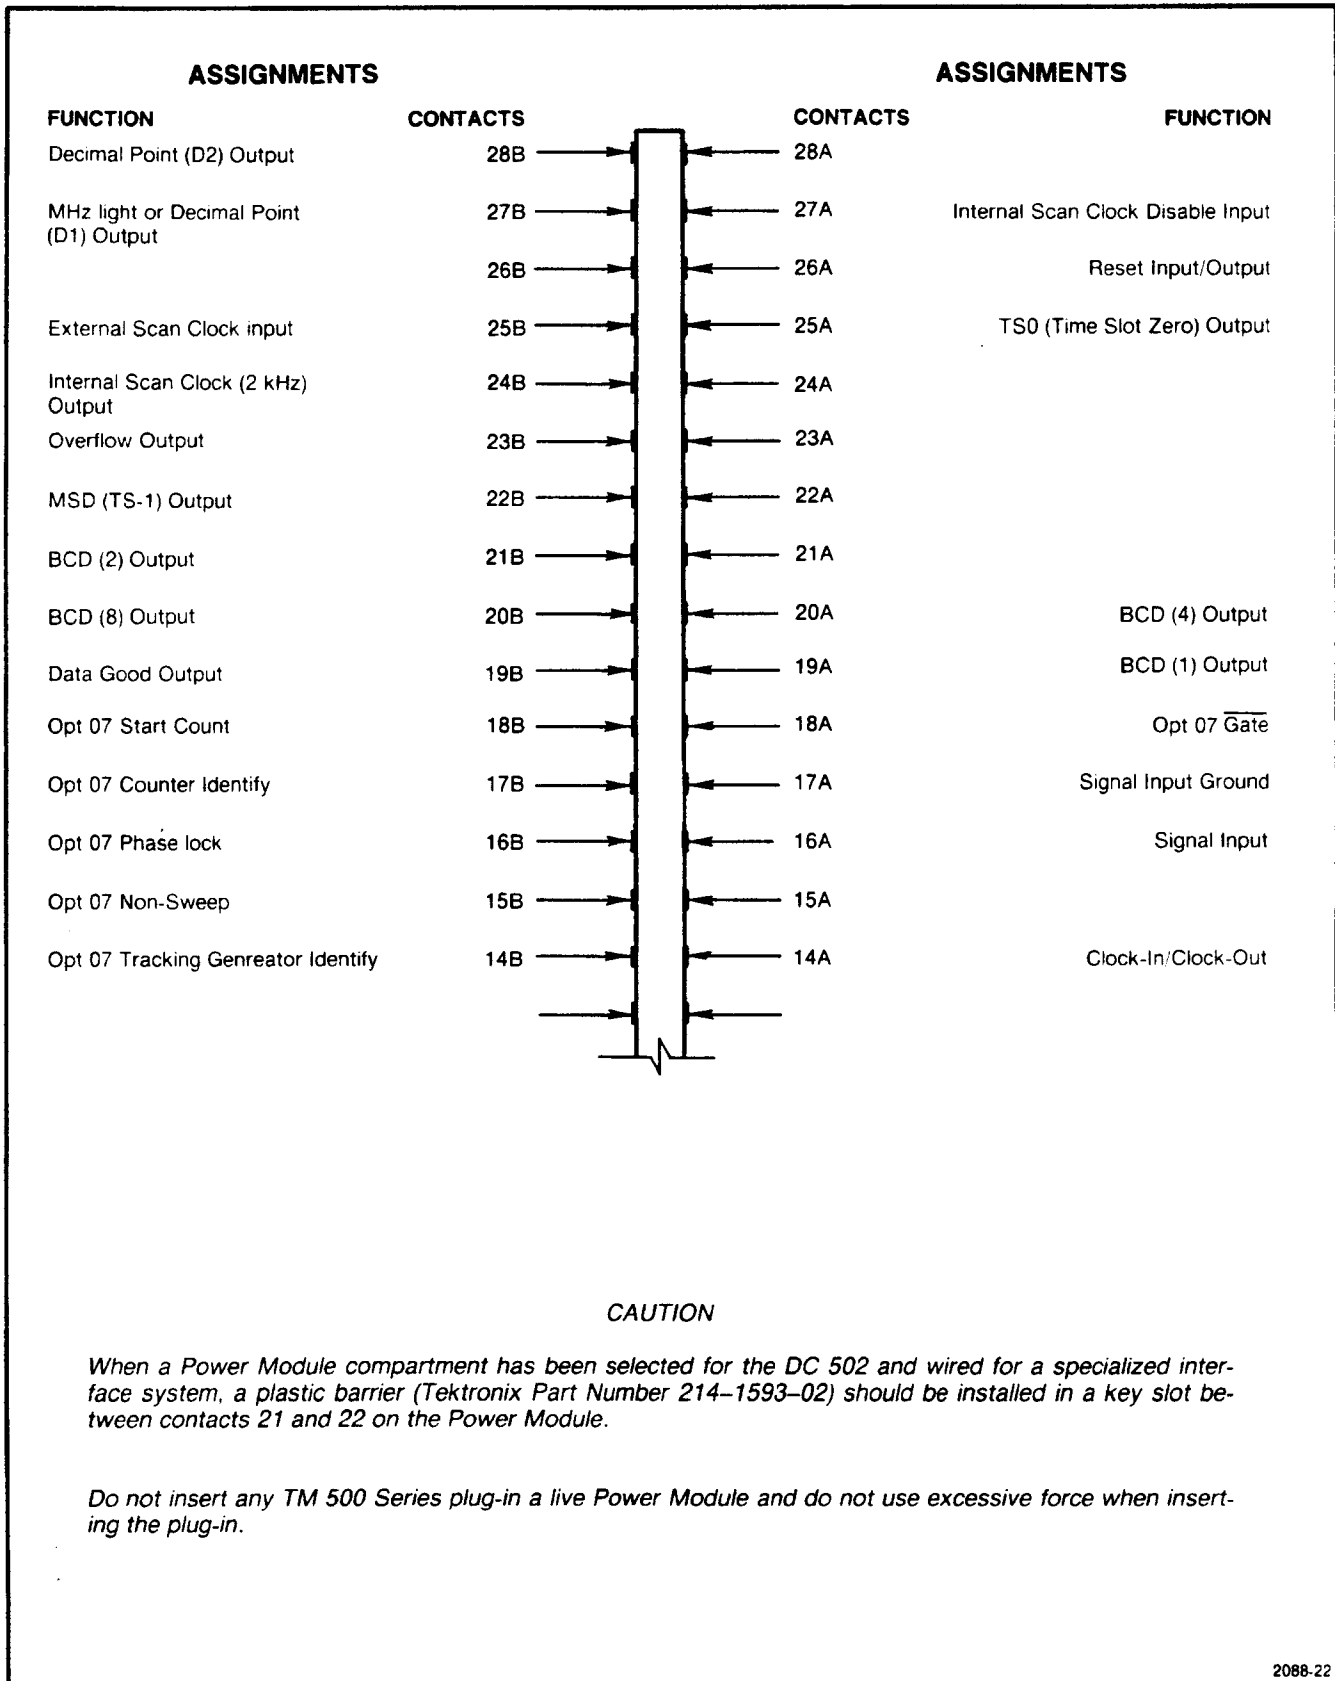 ASSIGNMENTS ASSIGNMENTS
FUNCTION CONTACTS CONTACTS FUNCTION
Decimal Point (D2) Output 28B 28A
MHz light or Decimal Point 27B 27A Internal Scan Clock Disable Input
(D1) Output
26B 26A Reset Input/Output
External Scan Clock input 25B 25A TS0 (Time Slot Zero) Output
Internal Scan Clock (2 kHz) 24B 24A
Output
Overflow Output 23B 23A
MSD (TS-1) Output 22B 22A
BCD (2) Output 21B 21A
BCD (8) Output 20B 20A BCD (4) Output
Data Good Output 19B 19A BCD (1) Output
Opt 07 Start Count 18B 18A Opt 07 G̅a̅t̅e̅
Opt 07 Counter Identify 17B 17A Signal Input Ground
Opt 07 Phase lock 16B 16A Signal Input
Opt 07 Non-Sweep 15B 15A
Opt 07 Tracking Genreator Identify 14B 14A Clock-In/Clock-Out
CAUTION
When a Power Module compartment has been selected for the DC 502 and wired for a specialized inter-
face system, a plastic barrier (Tektronix Part Number 214–1593–02) should be installed in a key slot be-
tween contacts 21 and 22 on the Power Module.
Do not insert any TM 500 Series plug-in a live Power Module and do not use excessive force when insert-
ing the plug-in.
2088-22